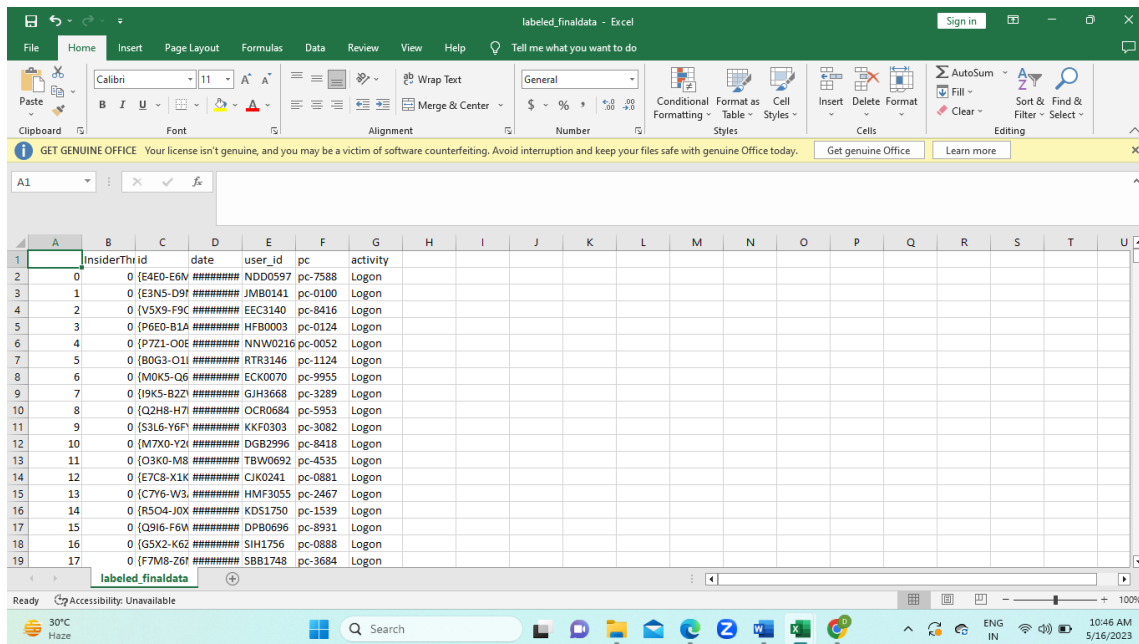 labeled_finaldata - Excel
Sign in
File Home Insert Page Layout Formulas Data Review View Help Tell me what you want to do
Paste
Calibri 11 A^ A˅
B I U A
Wrap Text
Merge & Center
General
$ % , .00 .00
Conditional Formatting
Format as Table
Cell Styles
Insert Delete Format
AutoSum
Fill
Clear
Sort & Filter
Find & Select
Clipboard Font Alignment Number Styles Cells Editing
GET GENUINE OFFICE Your license isn't genuine, and you may be a victim of software counterfeiting. Avoid interruption and keep your files safe with genuine Office today. Get genuine Office Learn more
A1 fx
A B C D E F G H I J K L M N O P Q R S T U
1 InsiderThr id date user_id pc activity
2 0 0 {E4E0-E6M ######## NDD0597 pc-7588 Logon
3 1 0 {E3N5-D9 ######## JMB0141 pc-0100 Logon
4 2 0 {V5X9-F9C ######## EEC3140 pc-8416 Logon
5 3 0 {P6E0-B1A ######## HFB0003 pc-0124 Logon
6 4 0 {P7Z1-O0E ######## NNW0216 pc-0052 Logon
7 5 0 {B0G3-O1 ######## RTR3146 pc-1124 Logon
8 6 0 {M0K5-Q6 ######## ECK0070 pc-9955 Logon
9 7 0 {I9K5-B2Z ######## GJH3668 pc-3289 Logon
10 8 0 {Q2H8-H7 ######## OCR0684 pc-5953 Logon
11 9 0 {S3L6-Y6F ######## KKF0303 pc-3082 Logon
12 10 0 {M7X0-Y2 ######## DGB2996 pc-8418 Logon
13 11 0 {O3K0-M8 ######## TBW0692 pc-4535 Logon
14 12 0 {E7C8-X1K ######## CJK0241 pc-0881 Logon
15 13 0 {C7Y6-W3 ######## HMF3055 pc-2467 Logon
16 14 0 {R5O4-J0X ######## KDS1750 pc-1539 Logon
17 15 0 {Q9I6-F6W ######## DPB0696 pc-8931 Logon
18 16 0 {G5X2-K6Z ######## SIH1756 pc-0888 Logon
19 17 0 {F7M8-Z6 ######## SBB1748 pc-3684 Logon
labeled_finaldata
Ready Accessibility: Unavailable 100%
30°C
Haze
Search
ENG
IN
10:46 AM
5/16/2023